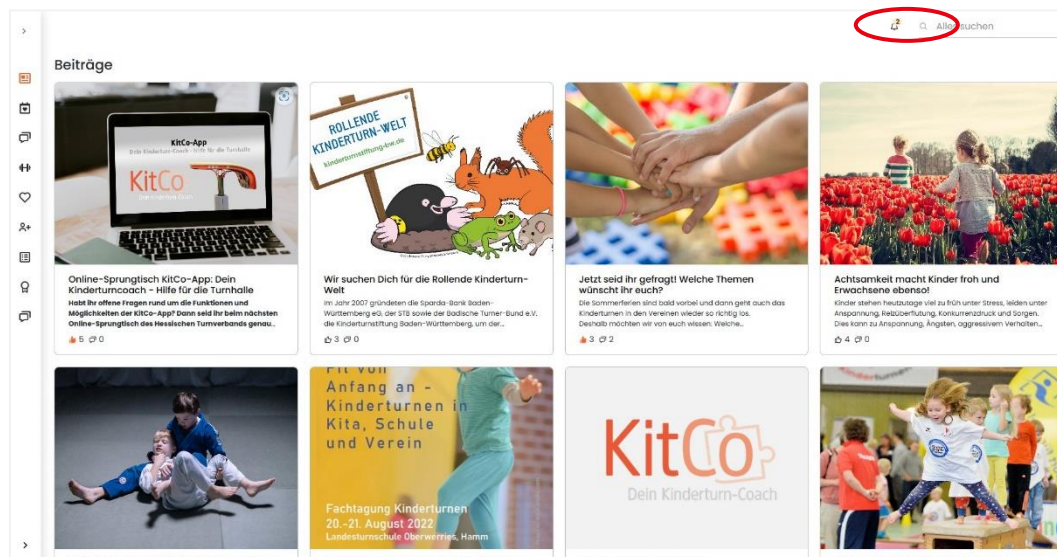 2
Alles suchen
Beiträge
KitCo-App
Dein Kinderturn-Coach - Hilfe für die Turnhalle
KitCo
Dein Kinderturn-Coach
ROLLENDE
KINDERTURN-WELT
kinderturnstiftung-bw.de
Online-Sprungtisch KitCo-App: Dein
Kinderturncoach - Hilfe für die Turnhalle
Habt ihr offene Fragen rund um die Funktionen und
Möglichkeiten der KitCo-App? Dann seid ihr beim nächsten
Online-Sprungtisch des Hessischen Turnverbands genau...
5 0
Wir suchen Dich für die Rollende Kinderturn-
Welt
Im Jahr 2007 gründeten die Sparda-Bank Baden-
Württemberg eG, der STB sowie der Badische Turner-Bund e.V.
die Kinderturnstiftung Baden-Württemberg, um der...
3 0
Jetzt seid ihr gefragt! Welche Themen
wünscht ihr euch?
Die Sommerferien sind bald vorbei und dann geht auch das
Kinderturnen in den Vereinen wieder so richtig los.
Deshalb möchten wir von euch wissen: Welche...
3 2
Achtsamkeit macht Kinder froh und
Erwachsene ebenso!
Kinder stehen heutzutage viel zu früh unter Stress, leiden unter
Anspannung, Reizüberflutung, Konkurrenzdruck und Sorgen.
Dies kann zu Anspannung, Ängsten, aggressivem Verhalten...
4 0
Fit von
Anfang an -
Kinderturnen in
Kita, Schule
und Verein
Fachtagung Kinderturnen
20.-21. August 2022
Landesturnschule Oberwerries, Hamm
KitCo
Dein Kinderturn-Coach